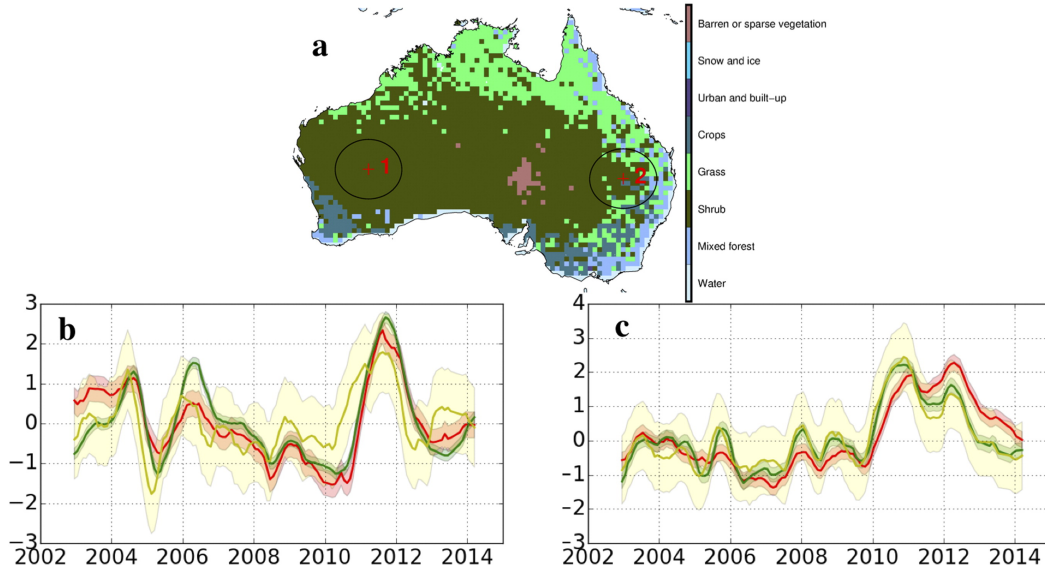 a
Barren or sparse vegetation
Snow and ice
Urban and built-up
Crops
Grass
Shrub
Mixed forest
Water
1
2
b
3
2
1
0
−1
−2
−3
2002 2004 2006 2008 2010 2012 2014
c
4
3
2
1
0
−1
−2
−3
2002 2004 2006 2008 2010 2012 2014